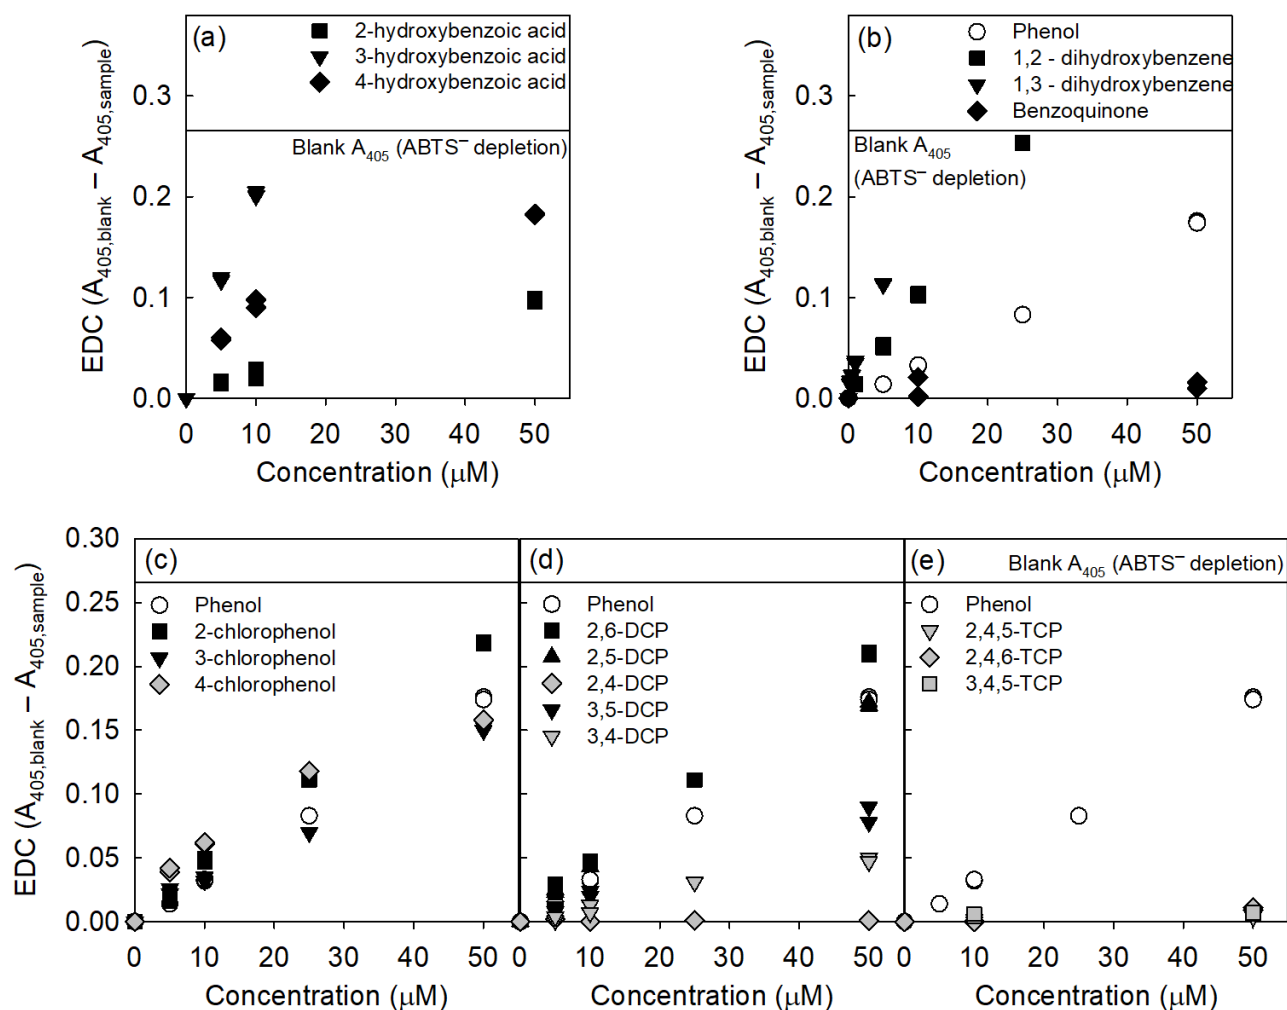 (a)
2-hydroxybenzoic acid
3-hydroxybenzoic acid
4-hydroxybenzoic acid
Blank A405 (ABTS– depletion)
EDC (A405,blank – A405,sample)
0.3
0.2
0.1
0.0
0 10 20 30 40 50
Concentration (μM)
(b)
Phenol
1,2 - dihydroxybenzene
1,3 - dihydroxybenzene
Benzoquinone
Blank A405
(ABTS– depletion)
EDC (A405,blank – A405,sample)
0.3
0.2
0.1
0.0
0 10 20 30 40 50
Concentration (μM)
EDC (A405,blank – A405,sample)
0.30
0.25
0.20
0.15
0.10
0.05
0.00
(c)
Phenol
2-chlorophenol
3-chlorophenol
4-chlorophenol
0 10 20 30 40 50
Concentration (μM)
(d)
Phenol
2,6-DCP
2,5-DCP
2,4-DCP
3,5-DCP
3,4-DCP
0 10 20 30 40 50
Concentration (μM)
(e)
Blank A405 (ABTS– depletion)
Phenol
2,4,5-TCP
2,4,6-TCP
3,4,5-TCP
0 10 20 30 40 50
Concentration (μM)